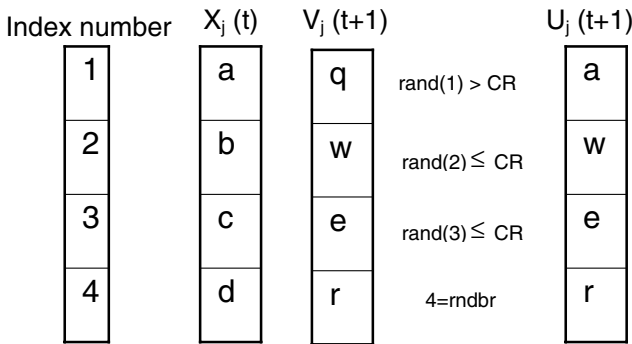 Index number X_j (t) V_j (t+1) U_j (t+1)
1 a q rand(1) > CR a
2 b w rand(2) ≤ CR w
3 c e rand(3) ≤ CR e
4 d r 4=rndbr r